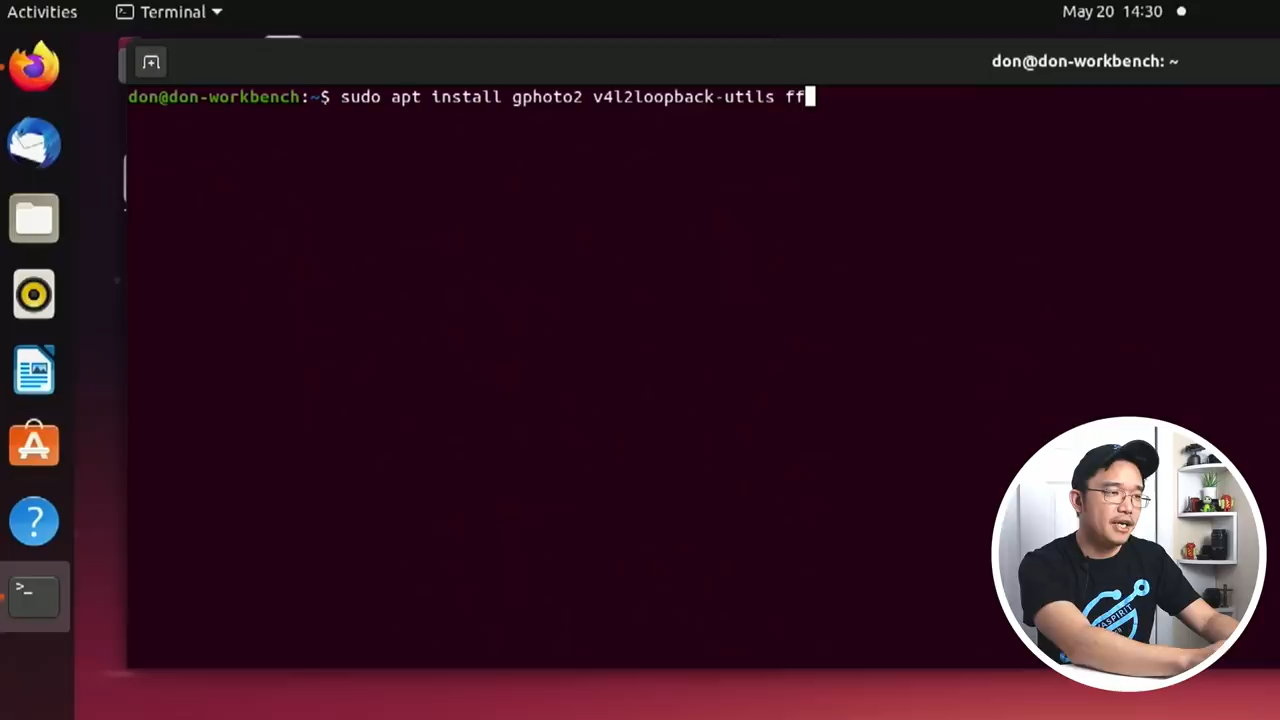 Activities
Terminal
May 20 14:30
don@don-workbench: ~
don@don-workbench:~$ sudo apt install gphoto2 v4l2loopback-utils ff
?
>_